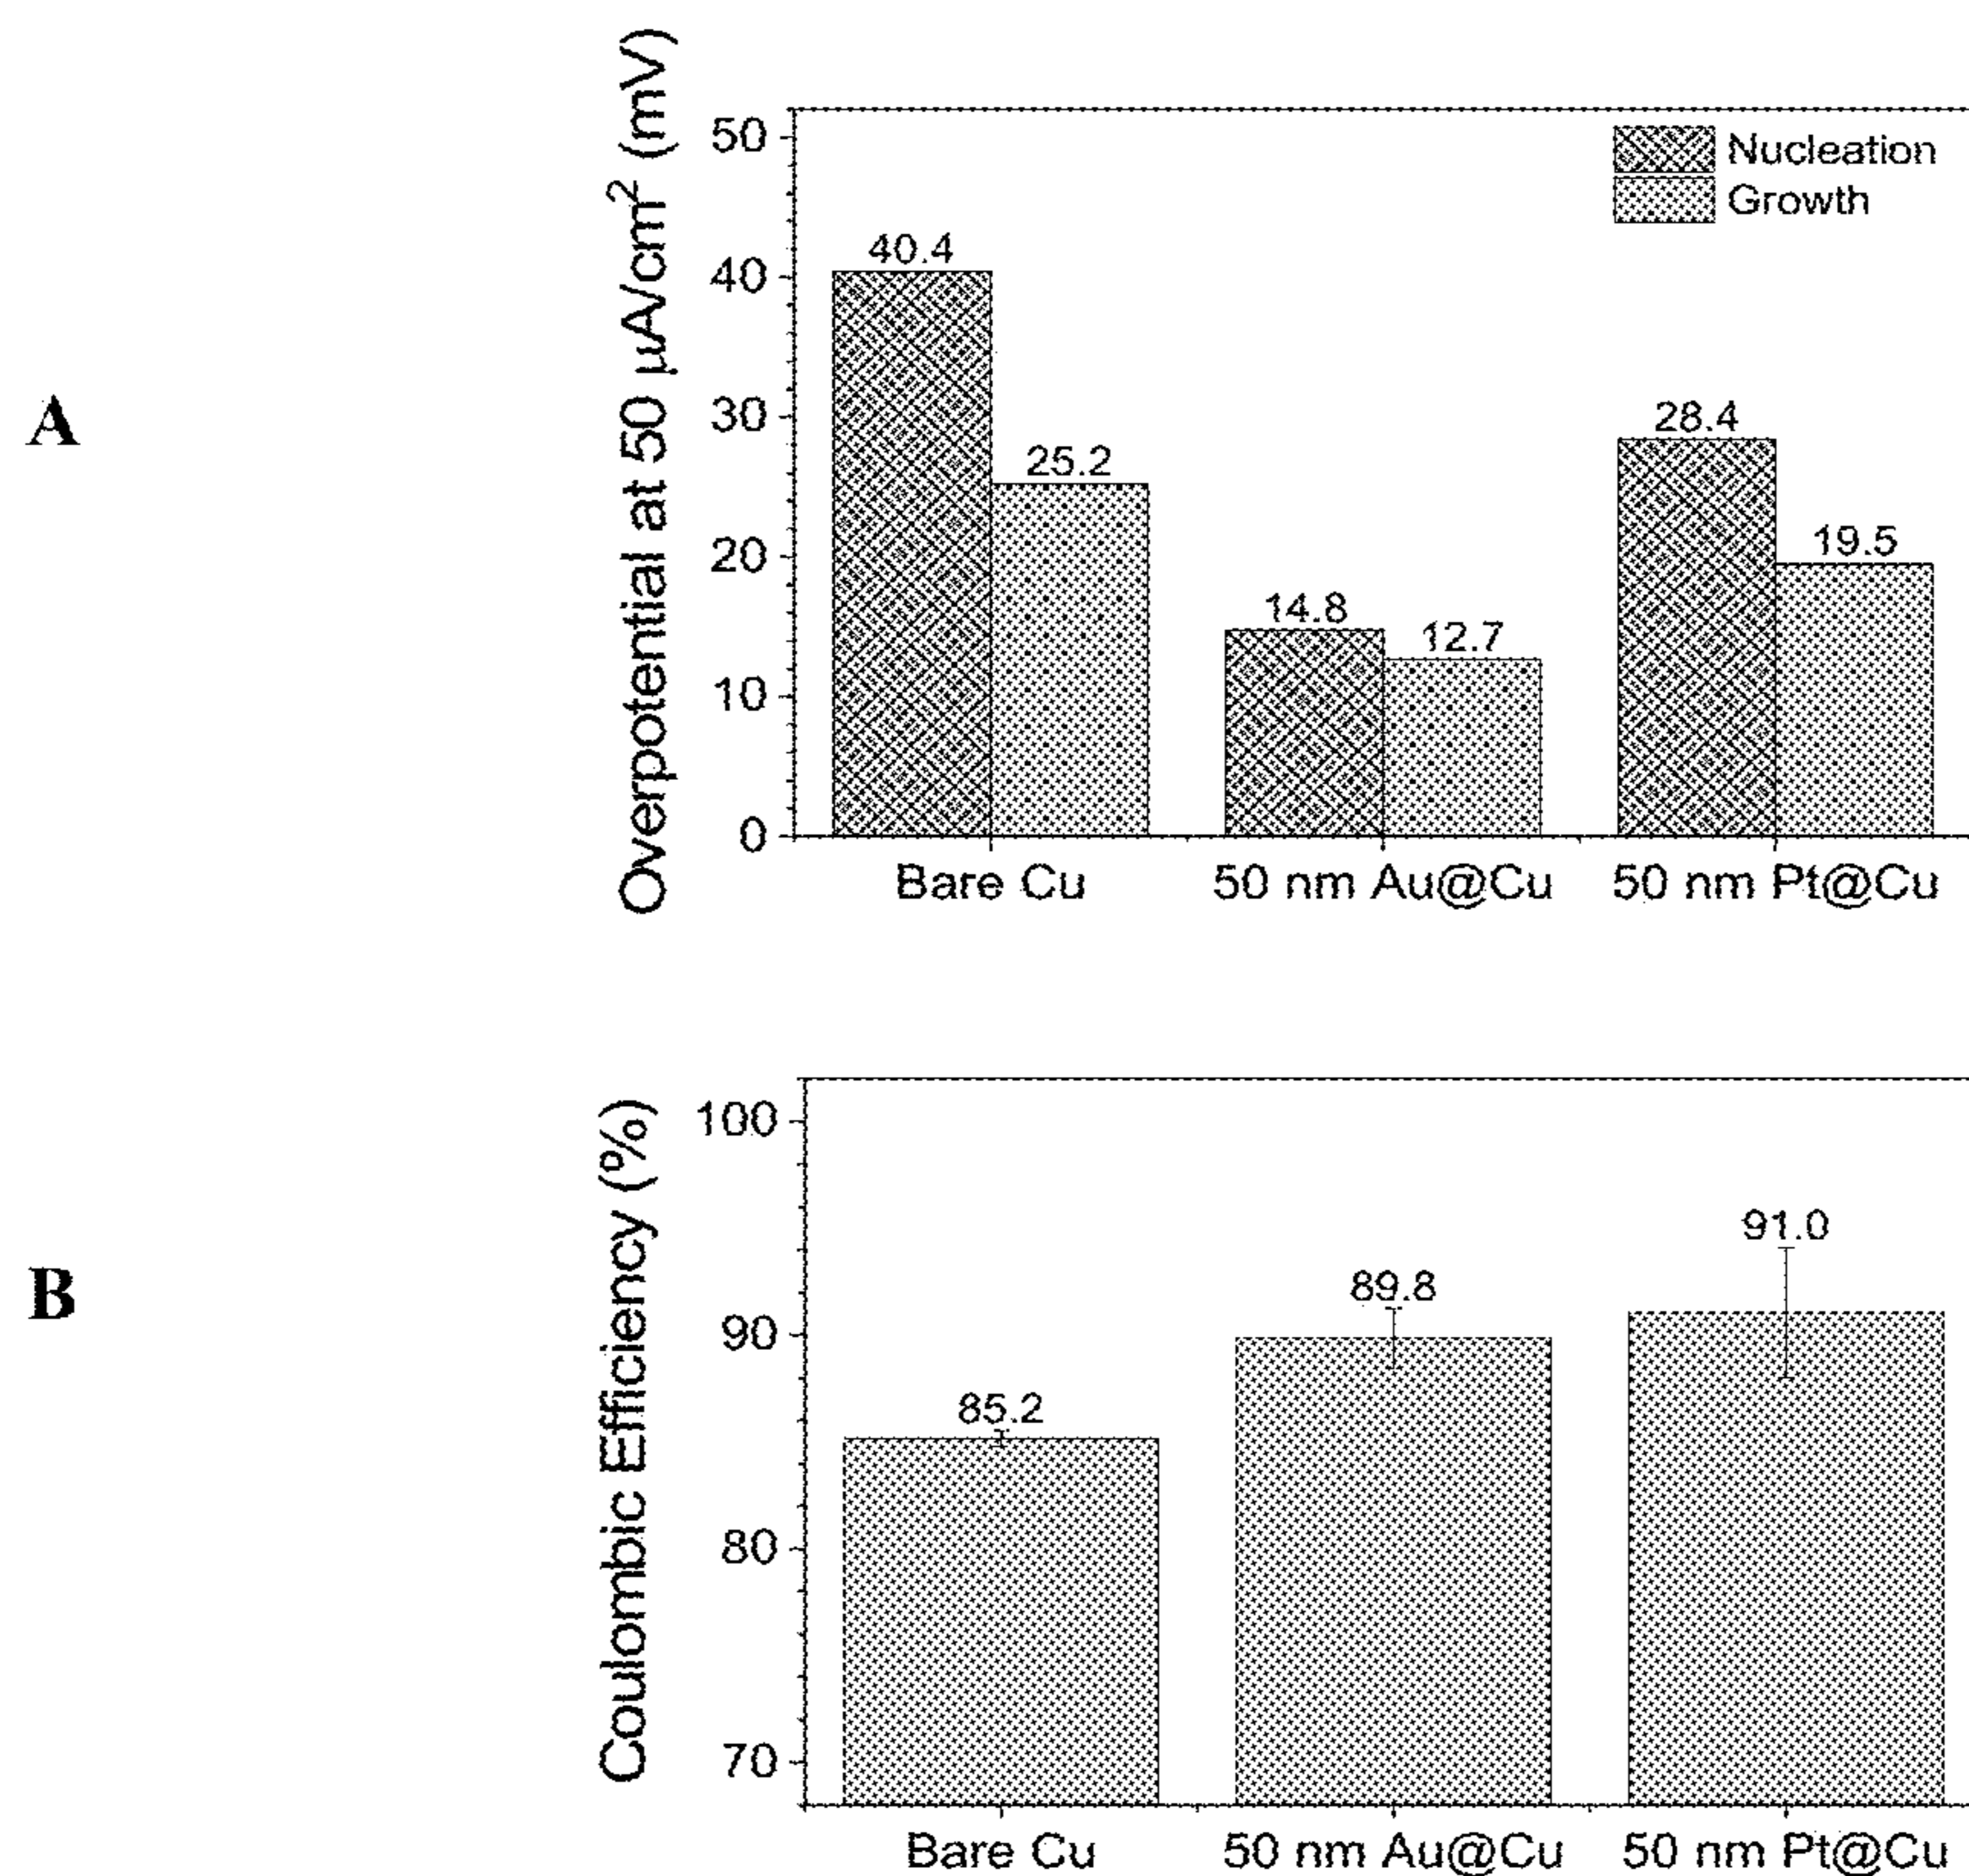 A
Overpotential at 50 μA/cm² (mV)
50
40
30
20
10
0
Nucleation
Growth
40.4
25.2
14.8
12.7
28.4
19.5
Bare Cu
50 nm Au@Cu
50 nm Pt@Cu
B
Coulombic Efficiency (%)
100
90
80
70
85.2
89.8
91.0
Bare Cu
50 nm Au@Cu
50 nm Pt@Cu